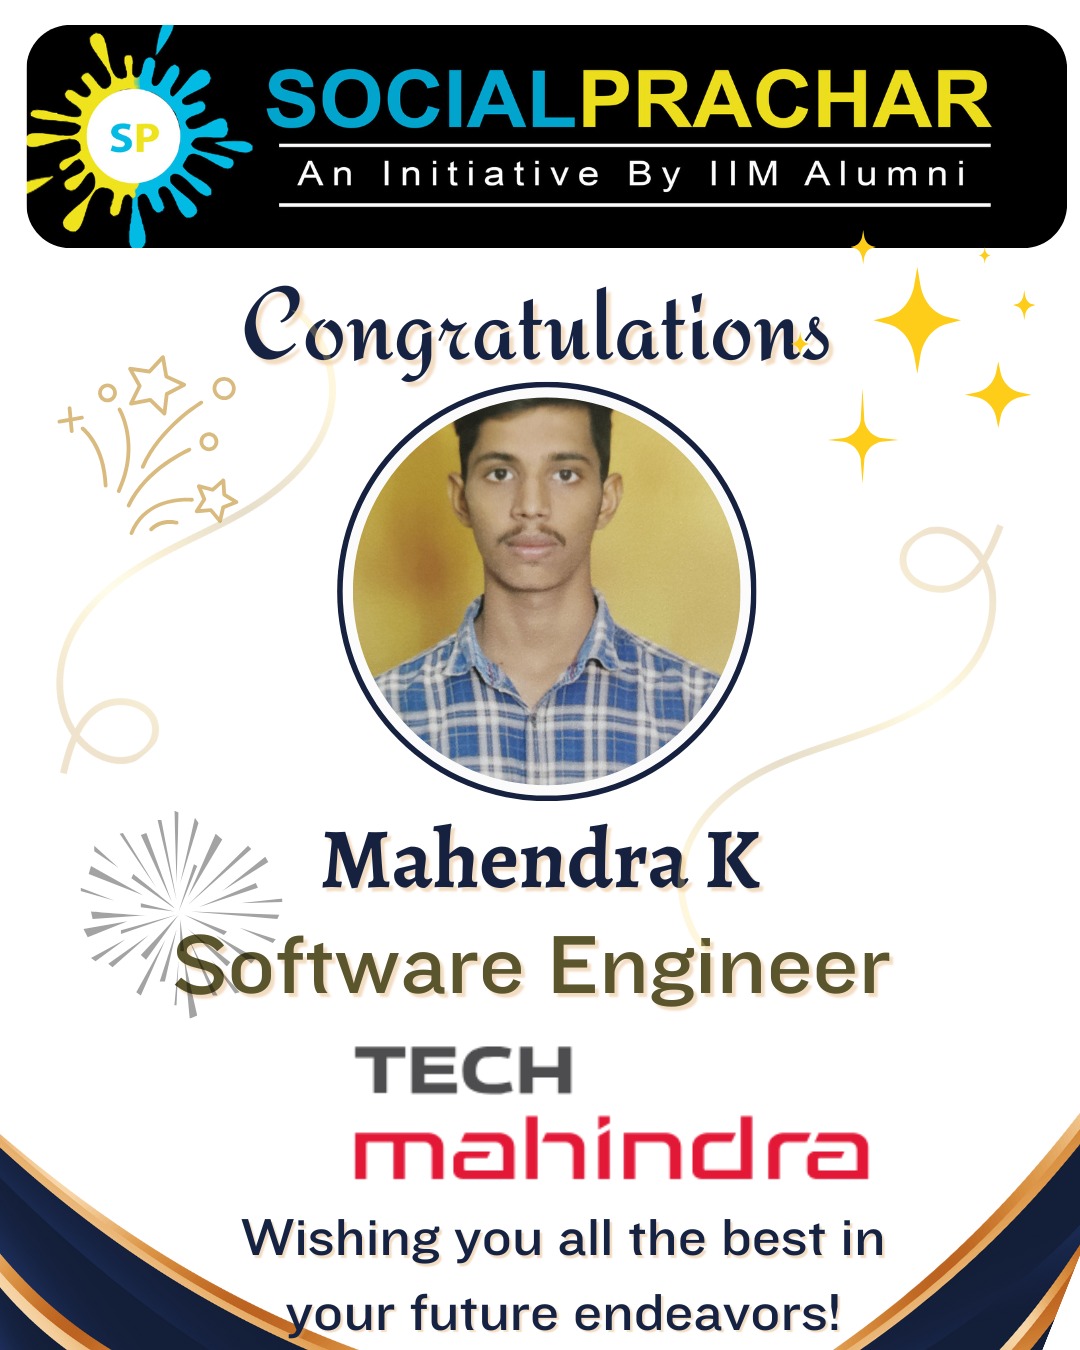 SP
SOCIALPRACHAR
An Initiative By IIM Alumni
Congratulations
Mahendra K
Software Engineer
TECH
mahindra
Wishing you all the best in
your future endeavors!